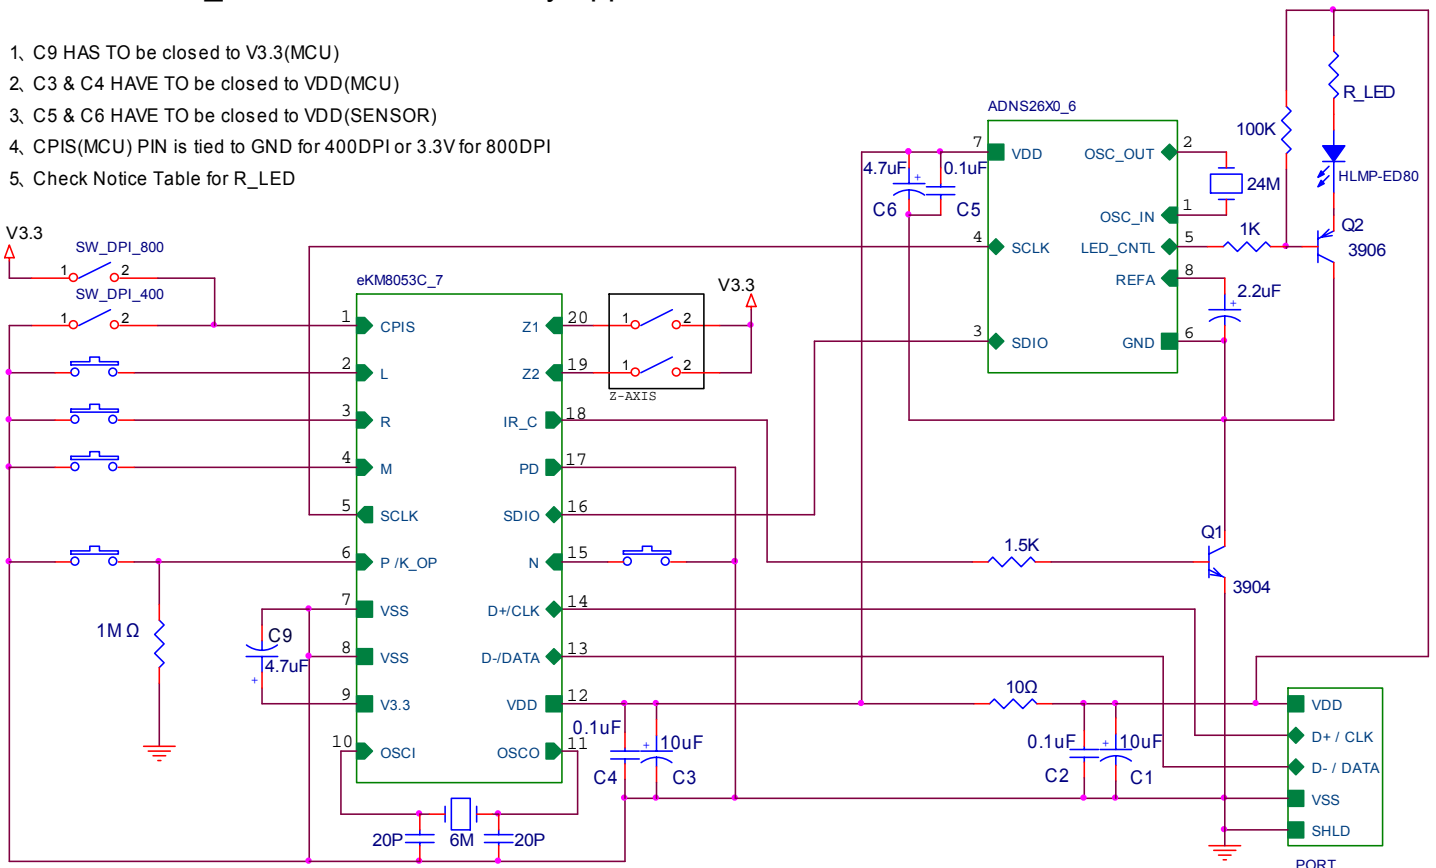 1、C9 HAS TO be closed to V3.3(MCU)
2、C3 & C4 HAVE TO be closed to VDD(MCU)
3、C5 & C6 HAVE TO be closed to VDD(SENSOR)
4、CPIS(MCU) PIN is tied to GND for 400DPI or 3.3V for 800DPI
5、Check Notice Table for R_LED
V3.3
SW_DPI_800
1 2
SW_DPI_400
1 2
eKM8053C_7
1 CPIS
2 L
3 R
4 M
5 SCLK
6 P /K_OP
7 VSS
8 VSS
9 V3.3
10 OSCI
Z1 20
Z2 19
IR_C 18
PD 17
SDIO 16
N 15
D+/CLK 14
D-/DATA 13
VDD 12
OSCO 11
1M Ω
C9
4.7uF
+
20P
6M
20P
V3.3
1 2
1 2
Z-AXIS
0.1uF
C4
+
10uF
C3
10Ω
0.1uF
C2
+
10uF
C1
1.5K
Q1
3904
4.7uF
+
C6
0.1uF
C5
ADNS26X0_6
7 VDD
4 SCLK
3 SDIO
OSC_OUT 2
OSC_IN 1
LED_CNTL 5
REFA 8
GND 6
24M
1K
2.2uF
+
100K
R_LED
HLMP-ED80
Q2
3906
VDD
D+ / CLK
D- / DATA
VSS
SHLD
PORT